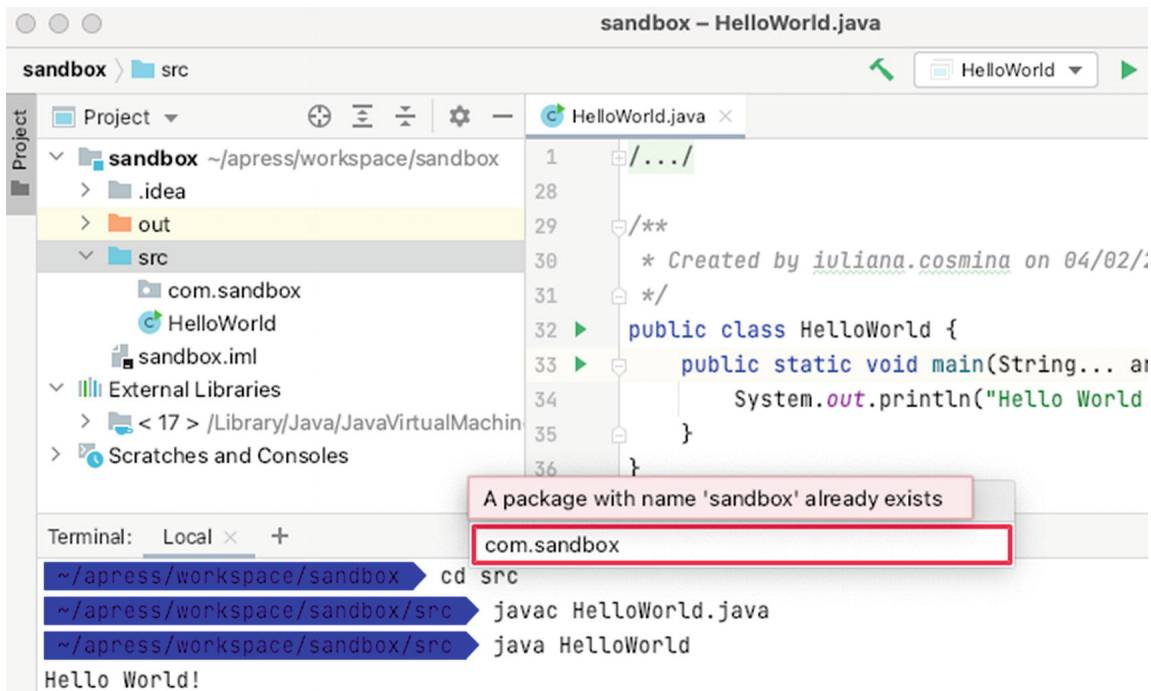 sandbox – HelloWorld.java
sandbox src
HelloWorld
Project
Project
HelloWorld.java
sandbox ~/apress/workspace/sandbox
.idea
out
src
com.sandbox
HelloWorld
sandbox.iml
External Libraries
< 17 > /Library/Java/JavaVirtualMachin
Scratches and Consoles
1 /.../
28
29 /**
30 * Created by iuliana.cosmina on 04/02/2
31 */
32 public class HelloWorld {
33 public static void main(String... ar
34 System.out.println("Hello World
35 }
36 }
A package with name 'sandbox' already exists
com.sandbox
Terminal: Local +
~/apress/workspace/sandbox cd src
~/apress/workspace/sandbox/src javac HelloWorld.java
~/apress/workspace/sandbox/src java HelloWorld
Hello World!